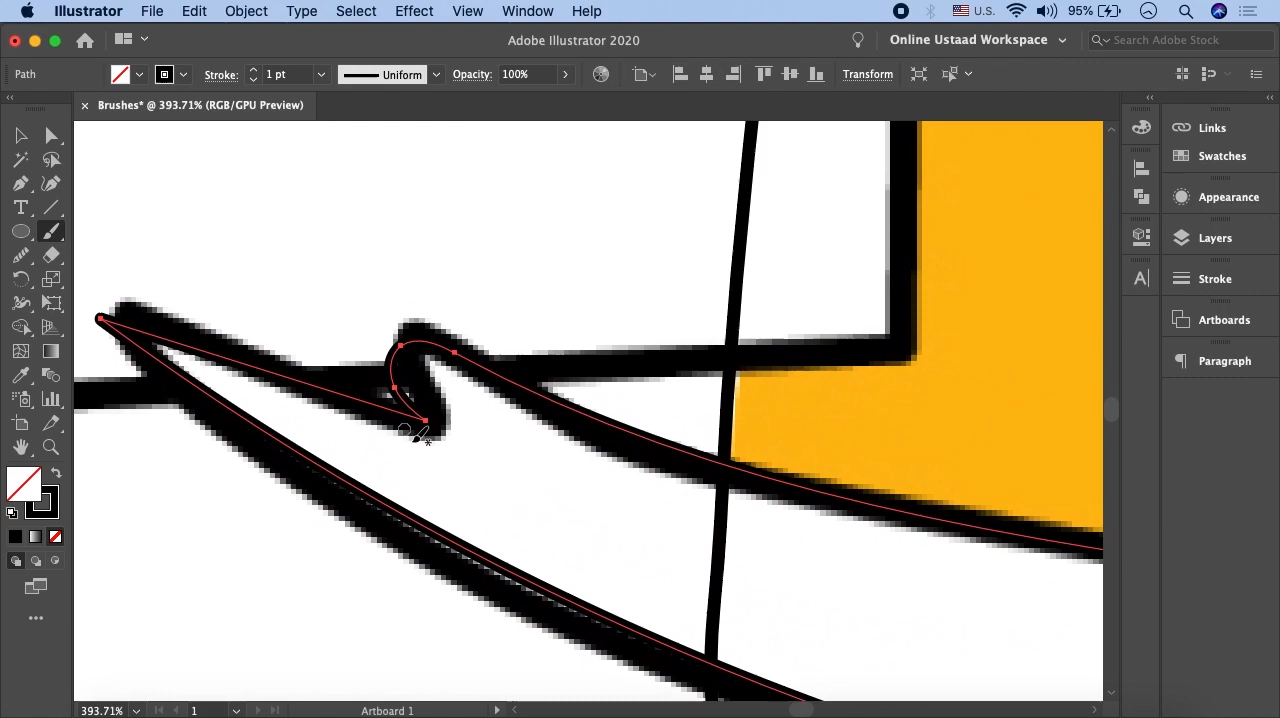 Illustrator File Edit Object Type Select Effect View Window Help U.S. 95%
Adobe Illustrator 2020 Online Ustaad Workspace Search Adobe Stock
Path Stroke: 1 pt Uniform Opacity: 100% Transform
Brushes* @ 393.71% (RGB/GPU Preview)
Links
Swatches
Appearance
Layers
Stroke
Artboards
Paragraph
393.71% 1 Artboard 1